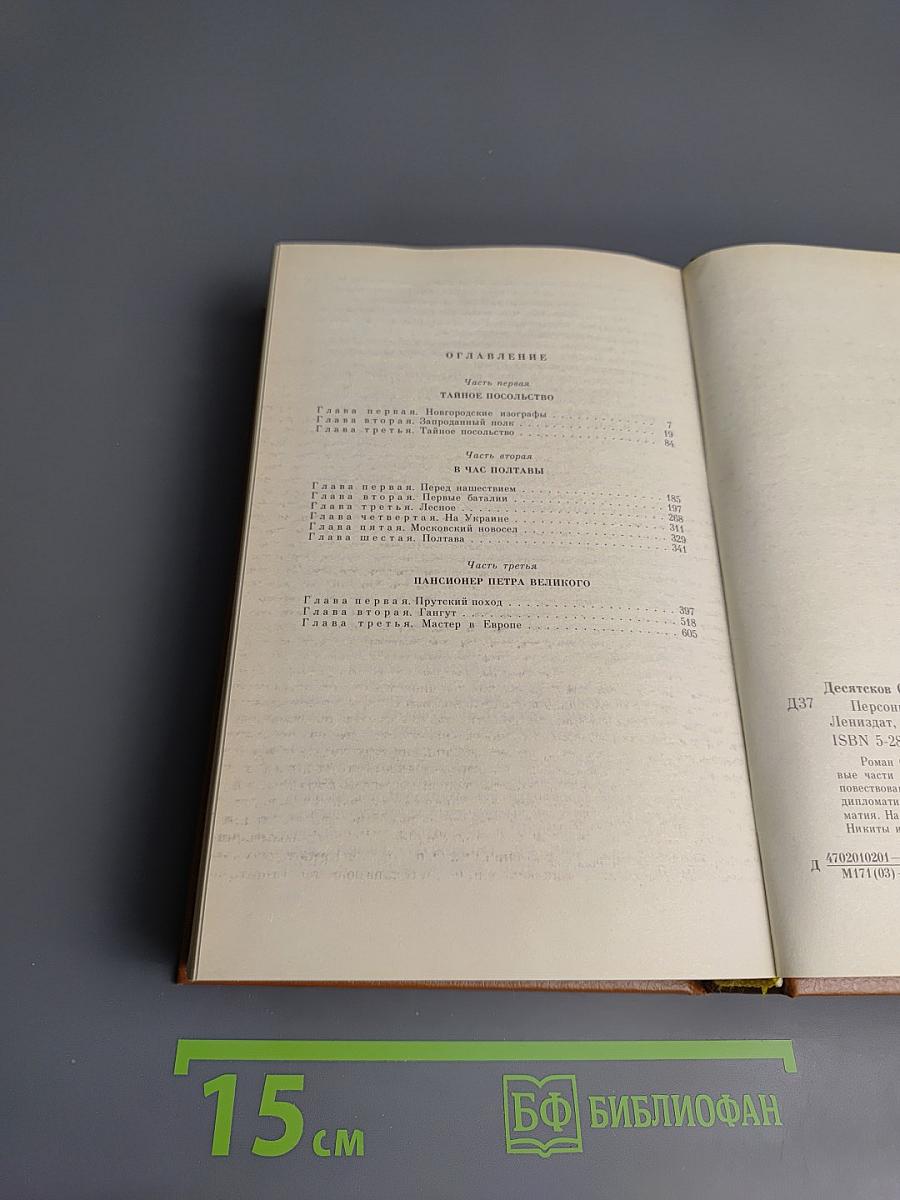 ОГЛАВЛЕНИЕ
Часть первая
ТАЙНОЕ ПОСОЛЬСТВО
Глава первая. Новгородские изографы . . . . . . . . . . . 7
Глава вторая. Запроданный полк . . . . . . . . . . . . . . 19
Глава третья. Тайное посольство . . . . . . . . . . . . . . 84
Часть вторая
В ЧАС ПОЛТАВЫ
Глава первая. Перед нашествием . . . . . . . . . . . . . . 185
Глава вторая. Первые баталии . . . . . . . . . . . . . . . 197
Глава третья. Лесное . . . . . . . . . . . . . . . . . . . 268
Глава четвертая. На Украине . . . . . . . . . . . . . . . 311
Глава пятая. Московский новосел . . . . . . . . . . . . . 329
Глава шестая. Полтава . . . . . . . . . . . . . . . . . . 341
Часть третья
ПАНСИОНЕР ПЕТРА ВЕЛИКОГО
Глава первая. Прутский поход . . . . . . . . . . . . . . . 397
Глава вторая. Гангут . . . . . . . . . . . . . . . . . . . 518
Глава третья. Мастер в Европе . . . . . . . . . . . . . . 605
Десятсков
Д37
Персон
Лениздат,
ISBN 5-28
Роман
вые части
повествова
дипломати
матия. На
Никиты и
Д 4702010201—
М171(03)—
15 см
БФ БИБЛИОФАН